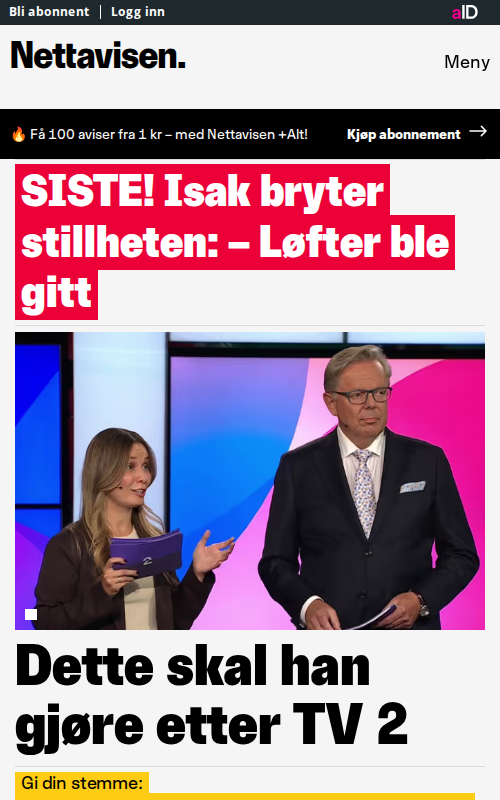 Bli abonnent | Logg inn
aID
Nettavisen.
Meny
🔥 Få 100 aviser fra 1 kr – med Nettavisen +Alt!
Kjøp abonnement →
SISTE! Isak bryter
stillheten: – Løfter ble
gitt
2
Dette skal han
gjøre etter TV 2
Gi din stemme: